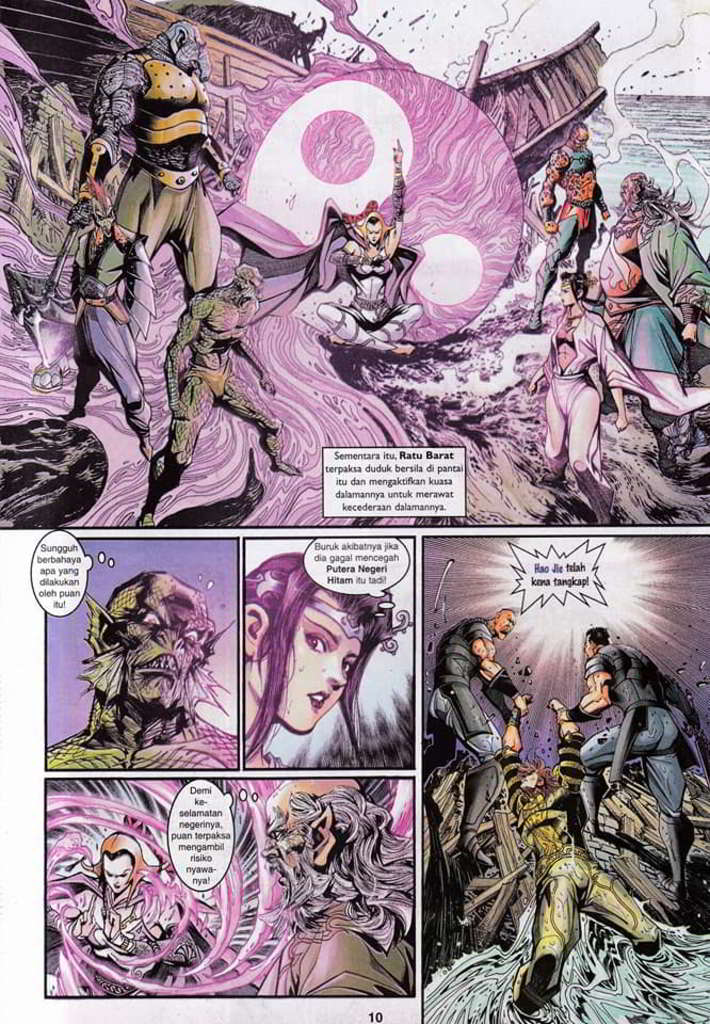 Sementara itu, Ratu Barat
terpaksa duduk bersila di pantai
itu dan mengaktifkan kuasa
dalamannya untuk merawat
kecederaan dalamannya.
Sungguh
berbahaya
apa yang
dilakukan
oleh puan
itu!
Buruk akibatnya jika
dia gagal mencegah
Putera Negeri
Hitam itu tadi!
Hao Jie telah
kena tangkap!
Demi
ke-
selamatan
negerinya,
puan terpaksa
mengambil
risiko
nyawa-
nya!
10